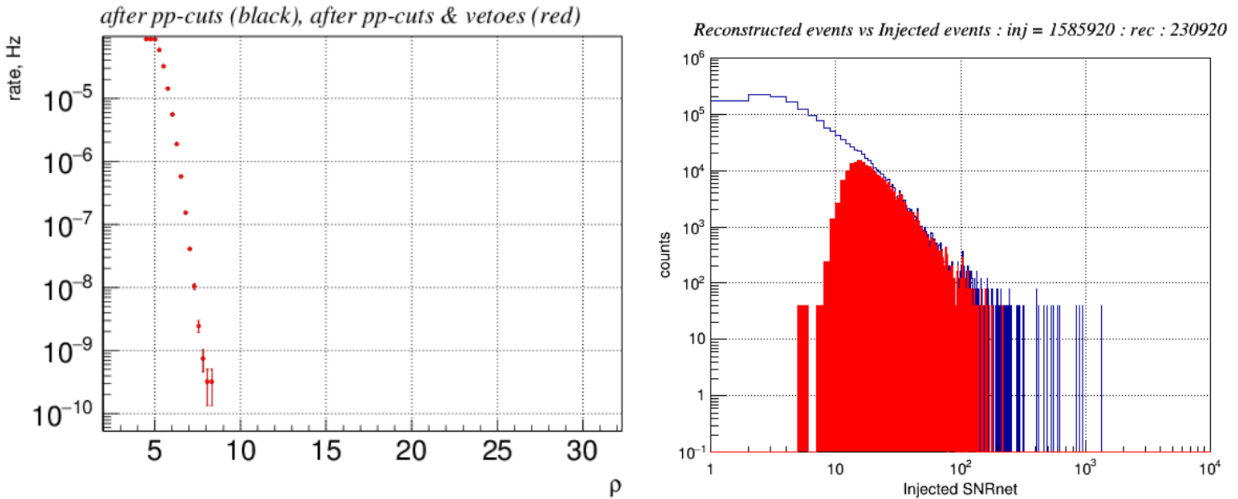 after pp-cuts (black), after pp-cuts & vetoes (red)
rate, Hz
10⁻⁵
10⁻⁶
10⁻⁷
10⁻⁸
10⁻⁹
10⁻¹⁰
5 10 15 20 25 30
ρ
Reconstructed events vs Injected events : inj = 1585920 : rec : 230920
counts
10⁶
10⁵
10⁴
10³
10²
10
1
10⁻¹
1 10 10² 10³ 10⁴
Injected SNRnet